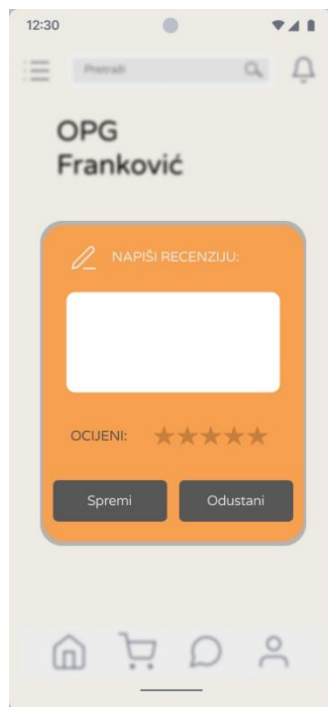 12:30
Pretraži
OPG
Franković
NAPIŠI RECENZIJU:
OCIJENI:
Spremi
Odustani